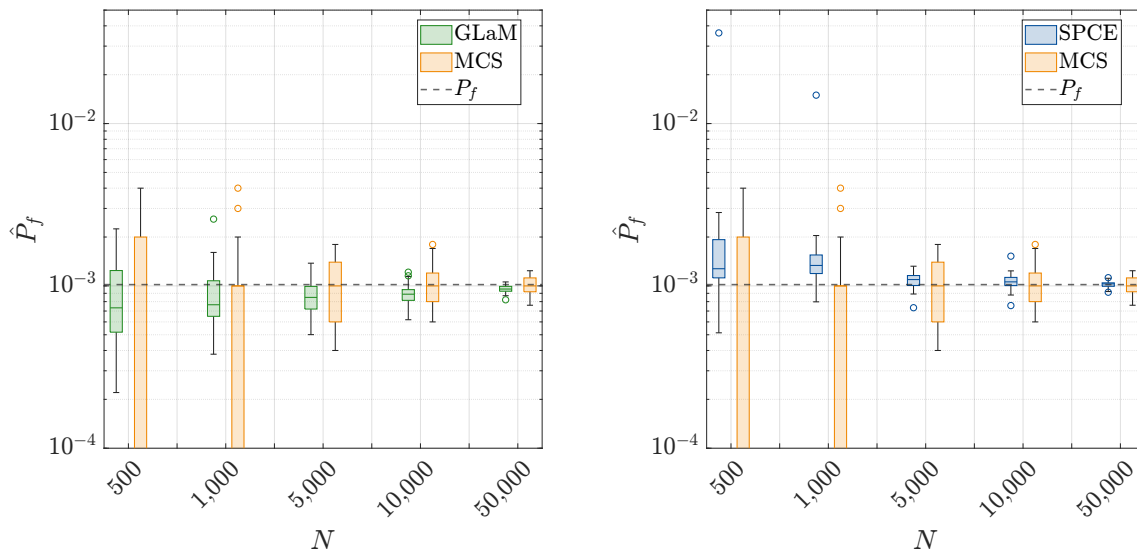 GLaM
MCS
P_f
10^{-2}
10^{-3}
10^{-4}
\hat{P}_f
500
1,000
5,000
10,000
50,000
N
SPCE
MCS
P_f
10^{-2}
10^{-3}
10^{-4}
\hat{P}_f
500
1,000
5,000
10,000
50,000
N